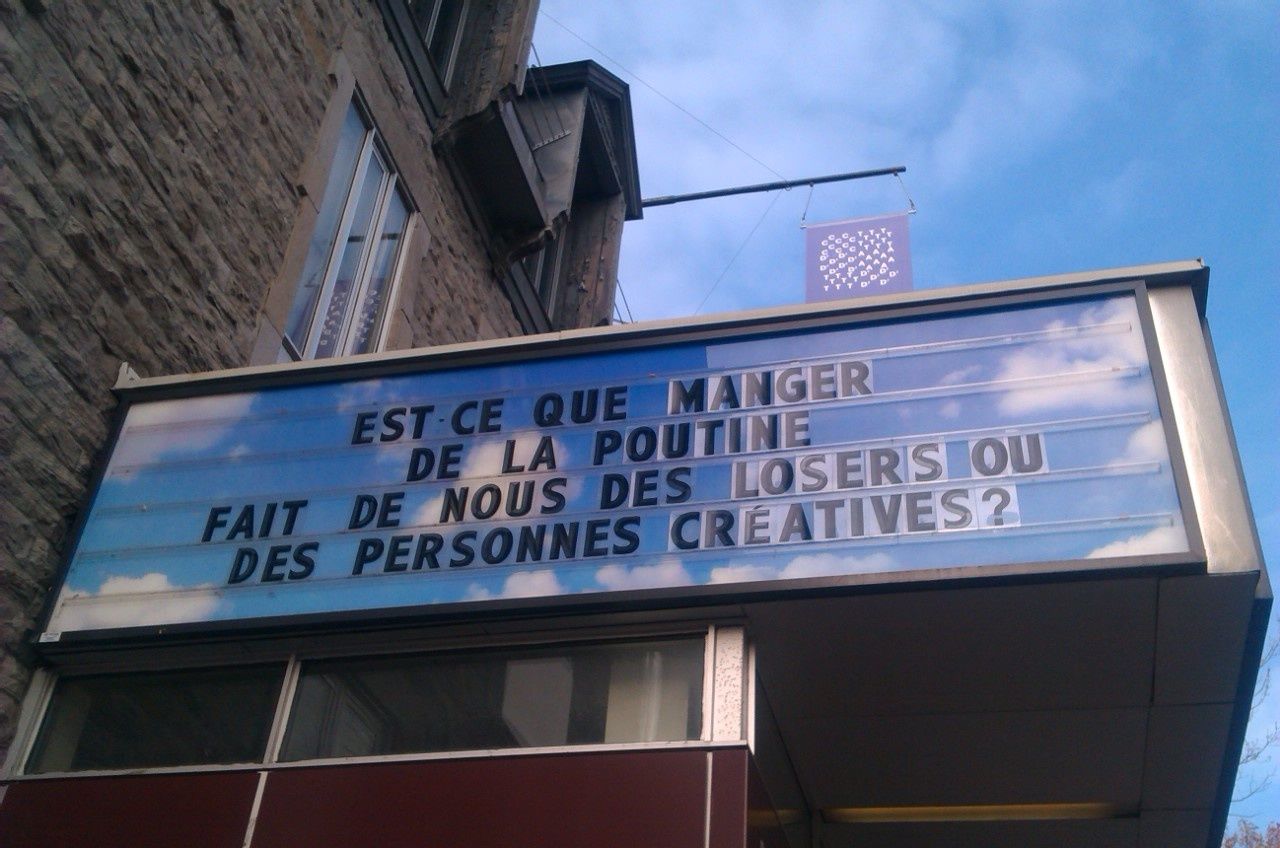 EST-CE QUE MANGER
DE LA POUTINE
FAIT DE NOUS DES LOSERS OU
DES PERSONNES CRÉATIVES?